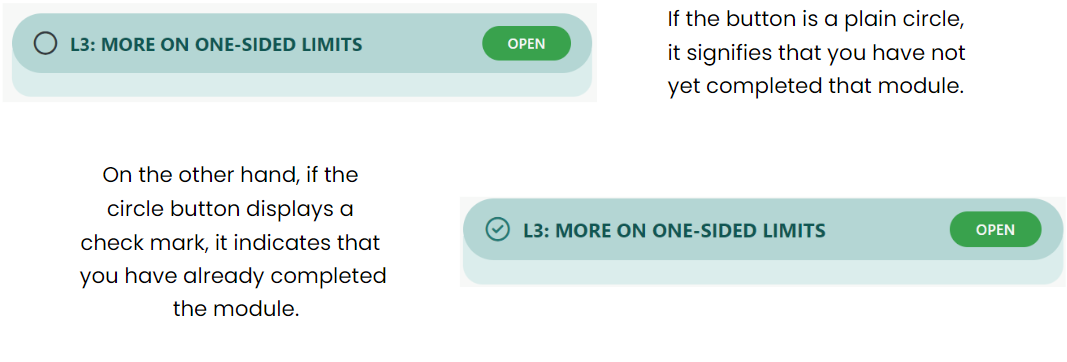 L3: MORE ON ONE-SIDED LIMITS OPEN
If the button is a plain circle,
it signifies that you have not
yet completed that module.
On the other hand, if the
circle button displays a
check mark, it indicates that
you have already completed
the module.
L3: MORE ON ONE-SIDED LIMITS OPEN